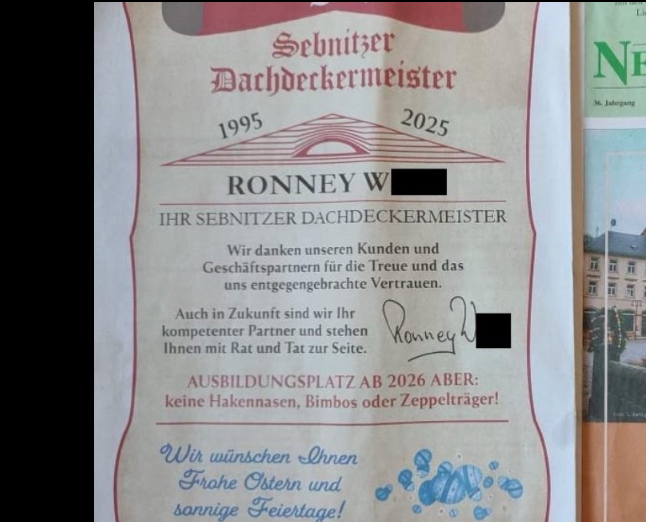 Sebnitzer
Dachdeckermeister
1995 2025
RONNEY W
IHR SEBNITZER DACHDECKERMEISTER
Wir danken unseren Kunden und
Geschäftspartnern für die Treue und das
uns entgegengebrachte Vertrauen.
Auch in Zukunft sind wir Ihr
kompetenter Partner und stehen
Ihnen mit Rat und Tat zur Seite.
Ronney W
AUSBILDUNGSPLATZ AB 2026 ABER:
keine Hakennasen, Bimbos oder Zeppelträger!
Wir wünschen Ihnen
Frohe Ostern und
sonnige Feiertage!
NE
36. Jahrgang